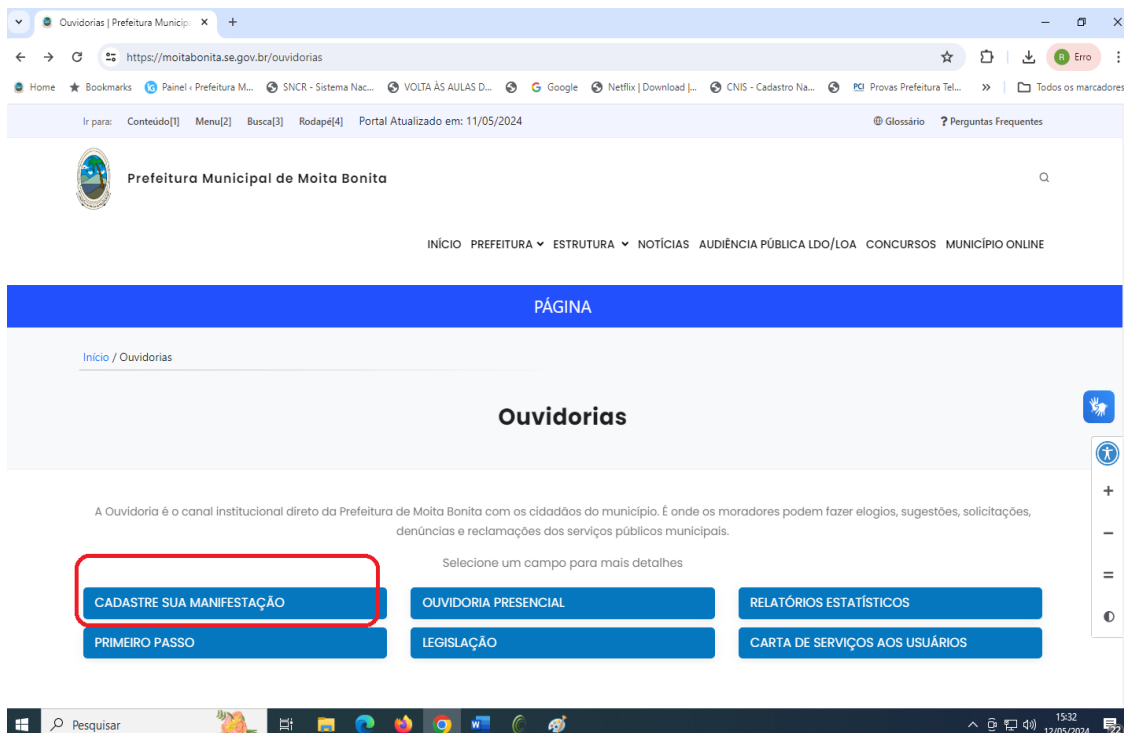 Ouvidorias | Prefeitura Municip
https://moitabonita.se.gov.br/ouvidorias
R Erro
Home Bookmarks Painel ‹ Prefeitura M... SNCR - Sistema Nac... VOLTA ÀS AULAS D... Google Netflix | Download |... CNIS - Cadastro Na... PCI Provas Prefeitura Tel... » Todos os marcadores
Ir para: Conteúdo[1] Menu[2] Busca[3] Rodapé[4] Portal Atualizado em: 11/05/2024 Glossário ? Perguntas Frequentes
Prefeitura Municipal de Moita Bonita
INÍCIO PREFEITURA ESTRUTURA NOTÍCIAS AUDIÊNCIA PÚBLICA LDO/LOA CONCURSOS MUNICÍPIO ONLINE
PÁGINA
Início / Ouvidorias
Ouvidorias
A Ouvidoria é o canal institucional direto da Prefeitura de Moita Bonita com os cidadãos do município. É onde os moradores podem fazer elogios, sugestões, solicitações,
denúncias e reclamações dos serviços públicos municipais.
Selecione um campo para mais detalhes
CADASTRE SUA MANIFESTAÇÃO OUVIDORIA PRESENCIAL RELATÓRIOS ESTATÍSTICOS
PRIMEIRO PASSO LEGISLAÇÃO CARTA DE SERVIÇOS AOS USUÁRIOS
Pesquisar
15:32
12/05/2024
22